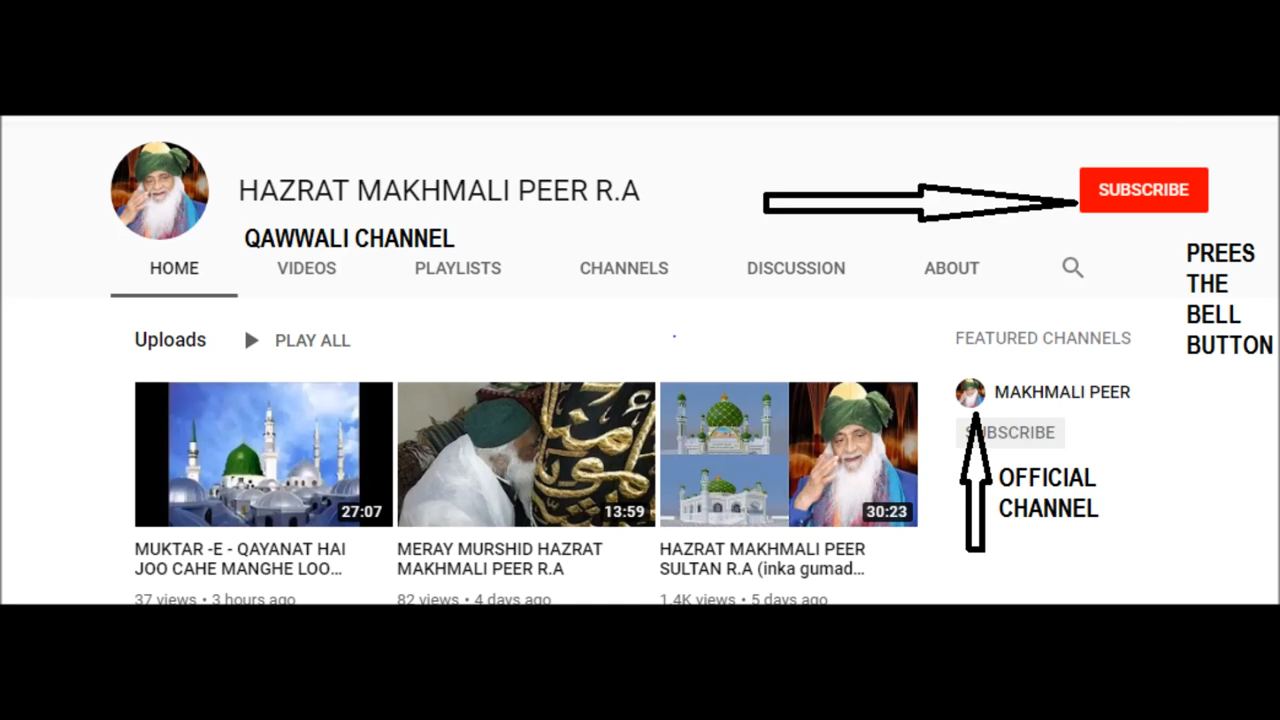 HAZRAT MAKHMALI PEER R.A
SUBSCRIBE
QAWWALI CHANNEL
HOME VIDEOS PLAYLISTS CHANNELS DISCUSSION ABOUT
PREES
THE
BELL
BUTTON
Uploads PLAY ALL
FEATURED CHANNELS
MAKHMALI PEER
SUBSCRIBE
OFFICIAL
CHANNEL
27:07
13:59
30:23
MUKTAR -E - QAYANAT HAI
JOO CAHE MANGHE LOO...
37 views • 3 hours ago
MERAY MURSHID HAZRAT
MAKHMALI PEER R.A
82 views • 4 days ago
HAZRAT MAKHMALI PEER
SULTAN R.A (inka gumad...
1.4K views • 5 days ago